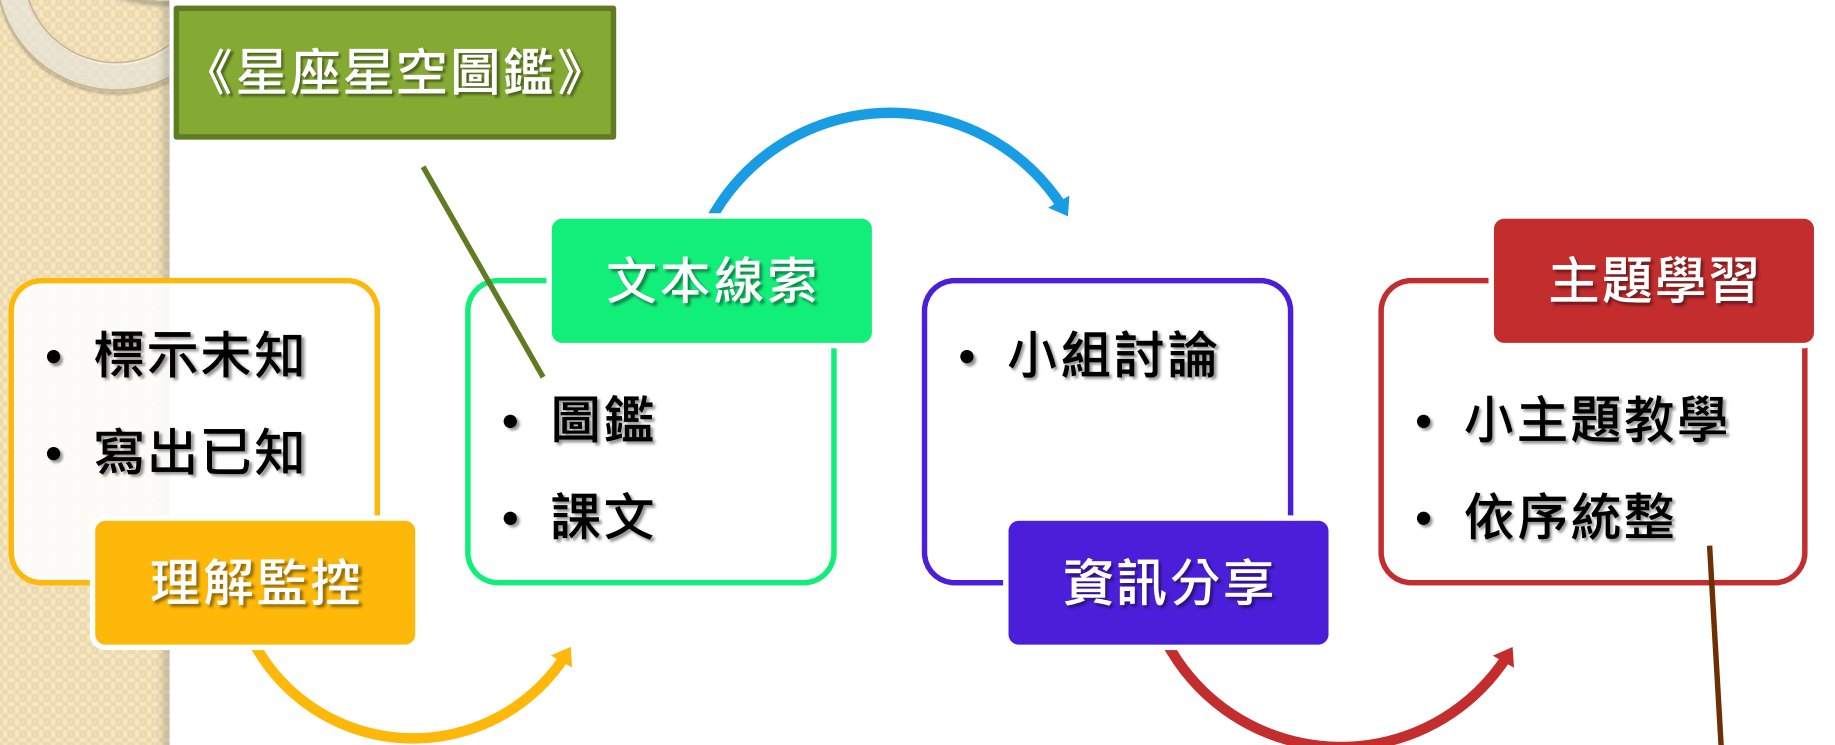 《星座星空圖鑑》
• 標示未知
• 寫出已知
理解監控
文本線索
• 圖鑑
• 課文
• 小組討論
資訊分享
主題學習
• 小主題教學
• 依序統整